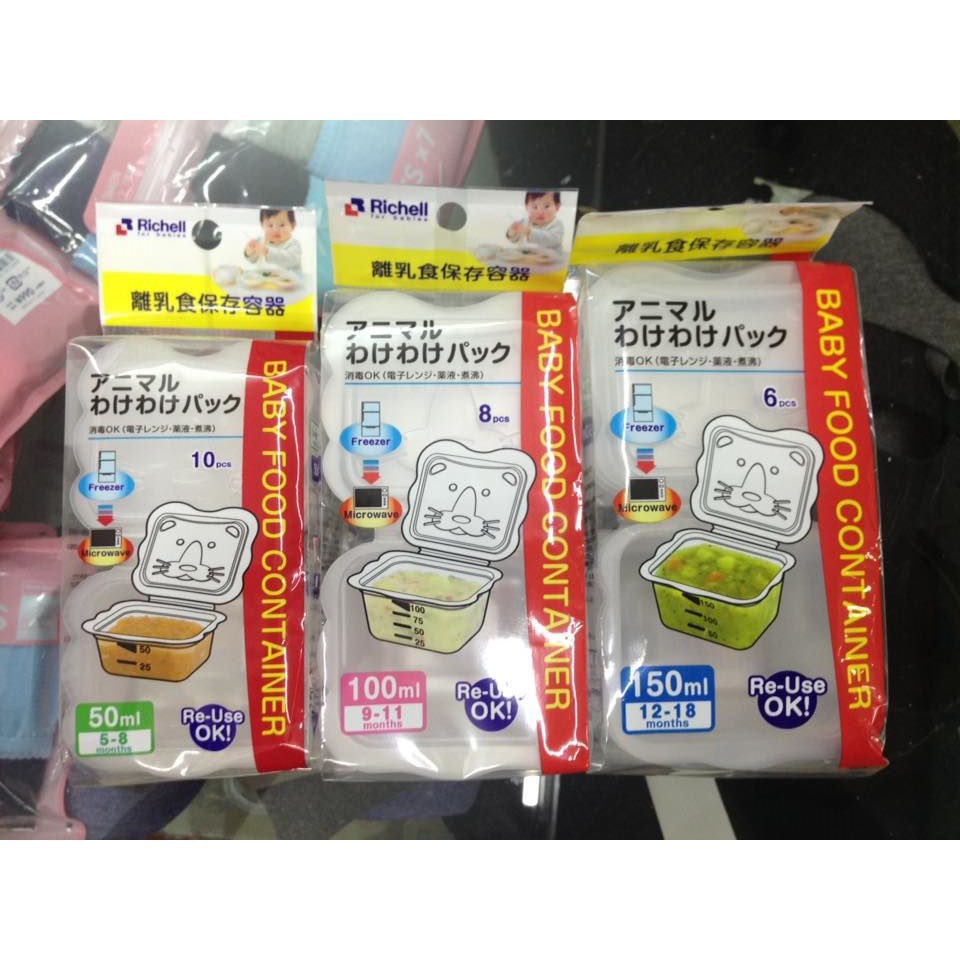 Richell
for babies
離乳食保存容器
アニマル
わけわけパック
消毒OK（電子レンジ・薬液・煮沸）
10pcs
Freezer
Microwave
50
25
50ml
5-8
months
Re-Use
OK!
BABY FOOD CONTAINER
Richell
for babies
離乳食保存容器
アニマル
わけわけパック
消毒OK（電子レンジ・薬液・煮沸）
8pcs
Freezer
Microwave
100
75
50
25
100ml
9-11
months
Re-Use
OK!
BABY FOOD CONTAINER
離乳食保存容器
アニマル
わけわけパック
消毒OK（電子レンジ・薬液・煮沸）
6pcs
Freezer
Microwave
150
100
50
150ml
12-18
months
Re-Use
OK!
BABY FOOD CONTAINER